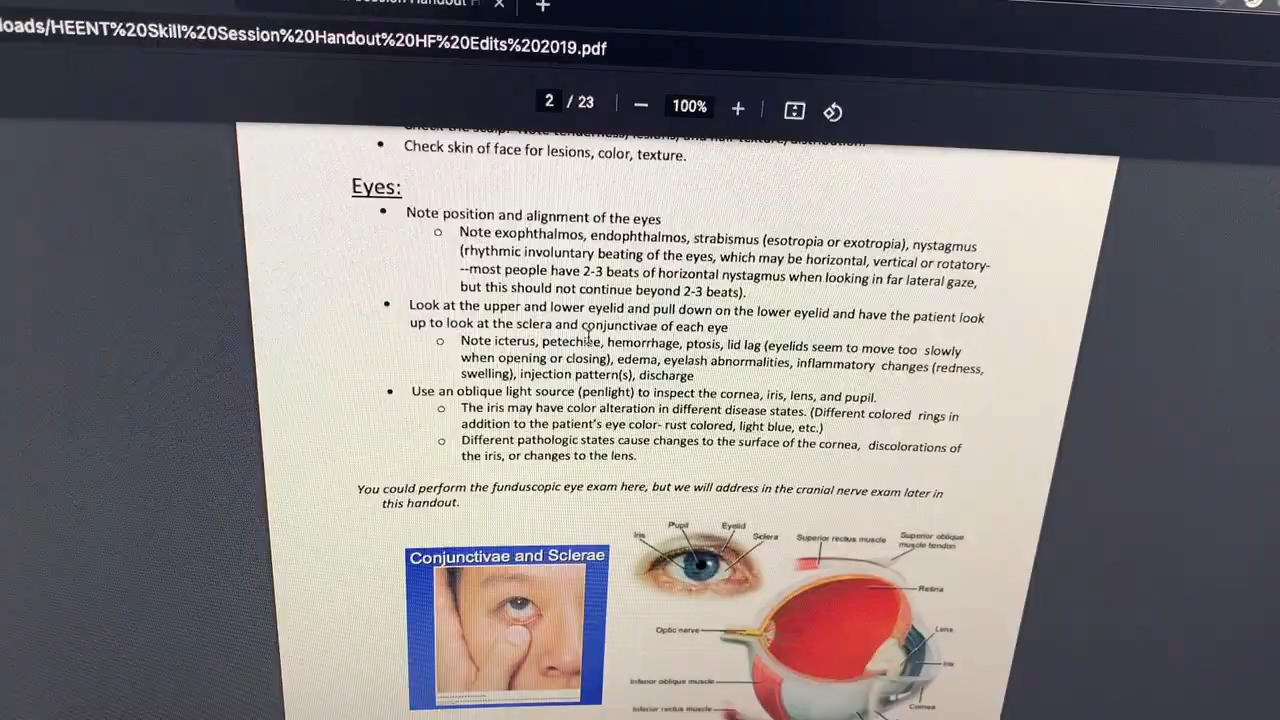 loads/HEENT%20Skill%20Session%20Handout%20HF%20Edits%202019.pdf
2 / 23
100%
Check skin of face for lesions, color, texture.
Eyes:
Note position and alignment of the eyes
Note exophthalmos, endophthalmos, strabismus (esotropia or exotropia), nystagmus
(rhythmic involuntary beating of the eyes, which may be horizontal, vertical or rotatory-
--most people have 2-3 beats of horizontal nystagmus when looking in far lateral gaze,
but this should not continue beyond 2-3 beats).
Look at the upper and lower eyelid and pull down on the lower eyelid and have the patient look
up to look at the sclera and conjunctivae of each eye
Note icterus, petechiae, hemorrhage, ptosis, lid lag (eyelids seem to move too slowly
when opening or closing), edema, eyelash abnormalities, inflammatory changes (redness,
swelling), injection pattern(s), discharge
Use an oblique light source (penlight) to inspect the cornea, iris, lens, and pupil.
The iris may have color alteration in different disease states. (Different colored rings in
addition to the patient's eye color- rust colored, light blue, etc.)
Different pathologic states cause changes to the surface of the cornea, discolorations of
the iris, or changes to the lens.
You could perform the funduscopic eye exam here, but we will address in the cranial nerve exam later in
this handout.
Conjunctivae and Sclerae
Iris
Pupil
Eyelid
Sclera
Superior rectus muscle
Superior oblique
muscle tendon
Retina
Optic nerve
Lens
Iris
Inferior oblique muscle
Cornea
Inferior rectus muscle